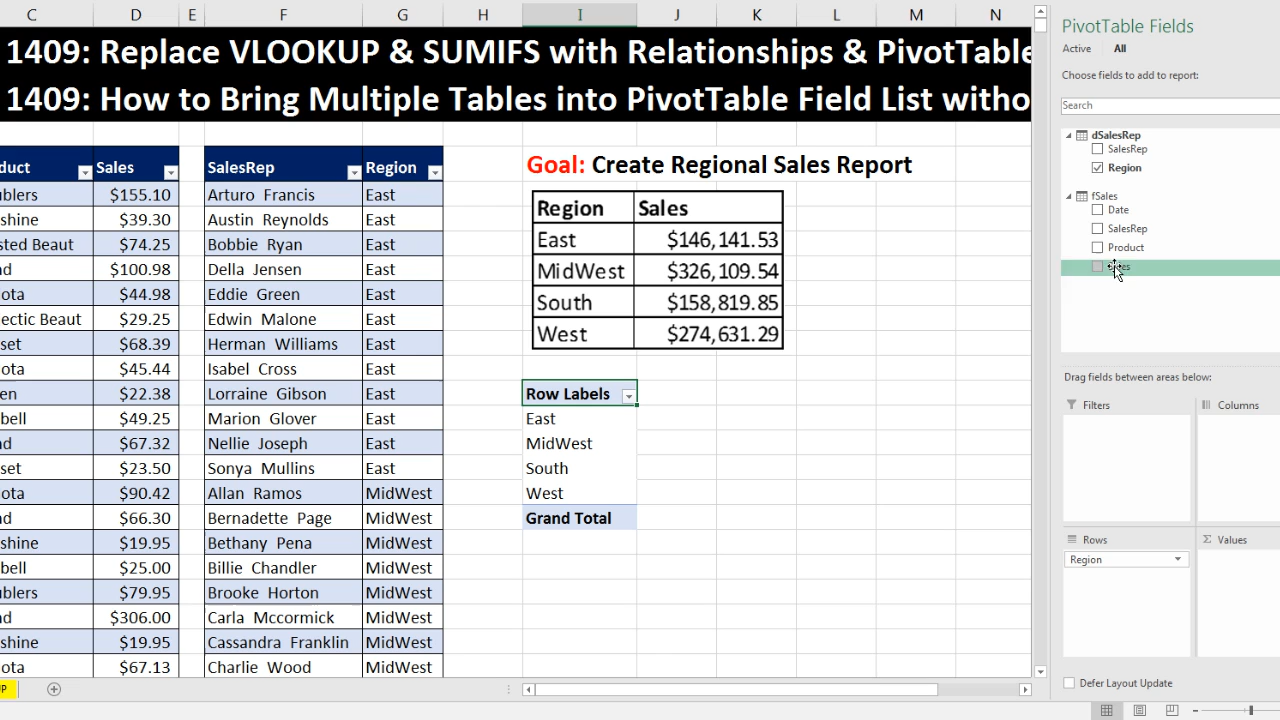 C D E F G H I J K L M N
1409: Replace VLOOKUP & SUMIFS with Relationships & PivotTable
1409: How to Bring Multiple Tables into PivotTable Field List witho
duct Sales SalesRep Region
blers $155.10 Arturo Francis East
shine $39.30 Austin Reynolds East
sted Beaut $74.25 Bobbie Ryan East
d $100.98 Della Jensen East
ota $44.98 Eddie Green East
ectic Beaut $29.25 Edwin Malone East
set $68.39 Herman Williams East
ota $45.44 Isabel Cross East
en $22.38 Lorraine Gibson East
bell $49.25 Marion Glover East
d $67.32 Nellie Joseph East
set $23.50 Sonya Mullins East
ota $90.42 Allan Ramos MidWest
d $66.30 Bernadette Page MidWest
shine $19.95 Bethany Pena MidWest
bell $25.00 Billie Chandler MidWest
blers $79.95 Brooke Horton MidWest
d $306.00 Carla Mccormick MidWest
shine $19.95 Cassandra Franklin MidWest
ota $67.13 Charlie Wood MidWest
Goal: Create Regional Sales Report
Region Sales
East $146,141.53
MidWest $326,109.54
South $158,819.85
West $274,631.29
Row Labels
East
MidWest
South
West
Grand Total
PivotTable Fields
Active All
Choose fields to add to report:
Search
dSalesRep
SalesRep
Region
fSales
Date
SalesRep
Product
Drag fields between areas below:
Filters Columns
Rows Σ Values
Region
Defer Layout Update